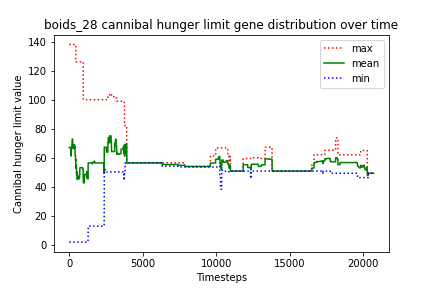 boids_28 cannibal hunger limit gene distribution over time
140
120
100
80
60
40
20
0
Cannibal hunger limit value
max
mean
min
0 5000 10000 15000 20000
Timesteps